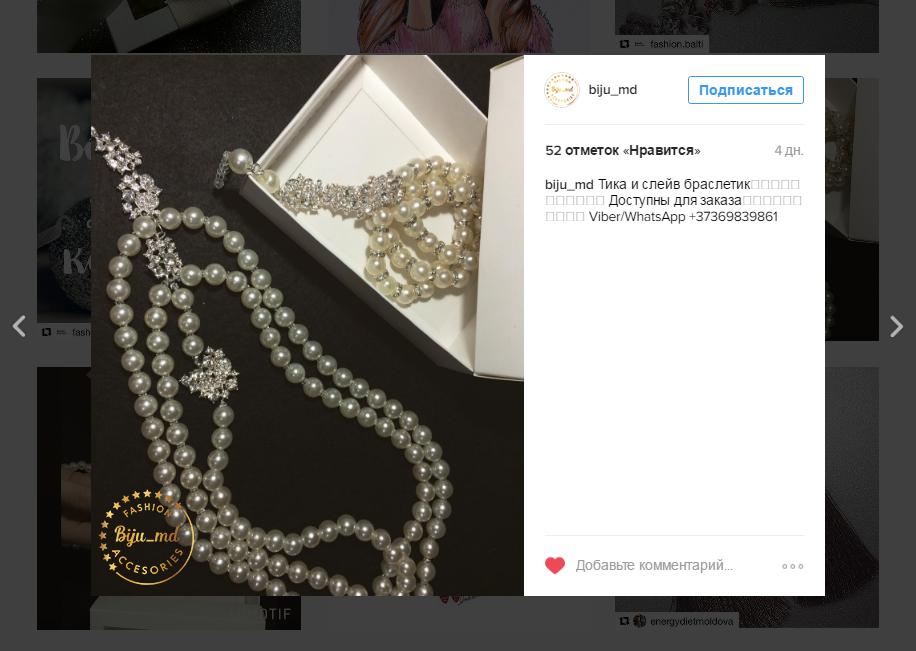 fashion.balti
biju_md
Подписаться
52 отметок «Нравится»
4 дн.
biju_md Тика и слейв браслетик□□□□□
□□□□□□ Доступны для заказа□□□□□□
□□□□ Viber/WhatsApp +37369839861
FASHION
Biju_md
ACCESORIES
Добавьте комментарий...
energydietmoldova